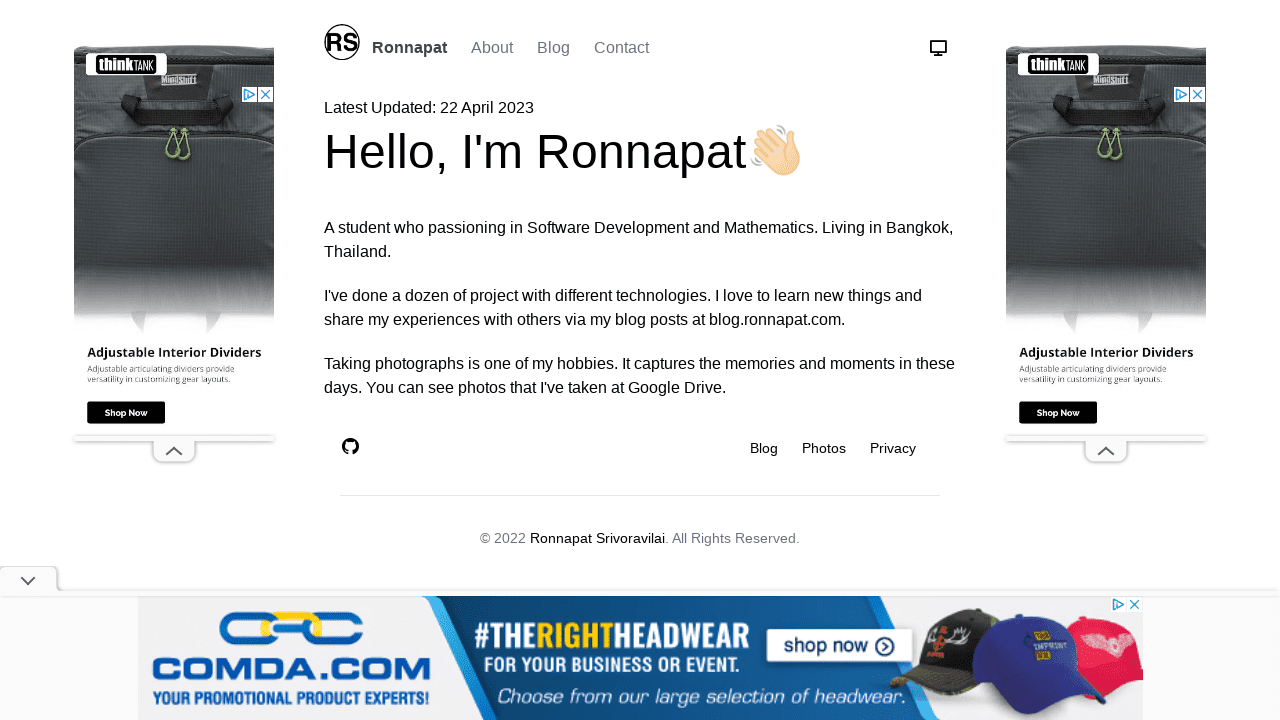 RS Ronnapat About Blog Contact
Latest Updated: 22 April 2023
Hello, I'm Ronnapat
A student who passioning in Software Development and Mathematics. Living in Bangkok,
Thailand.
I've done a dozen of project with different technologies. I love to learn new things and
share my experiences with others via my blog posts at blog.ronnapat.com.
Taking photographs is one of my hobbies. It captures the memories and moments in these
days. You can see photos that I've taken at Google Drive.
Blog Photos Privacy
© 2022 Ronnapat Srivoravilai. All Rights Reserved.
thinkTANK
MindShift
Adjustable Interior Dividers
Adjustable articulating dividers provide
versatility in customizing gear layouts.
Shop Now
thinkTANK
MindShift
Adjustable Interior Dividers
Adjustable articulating dividers provide
versatility in customizing gear layouts.
Shop Now
COMDA.COM
YOUR PROMOTIONAL PRODUCT EXPERTS!
#THERIGHTHEADWEAR
FOR YOUR BUSINESS OR EVENT.
Choose from our large selection of headwear.
shop now